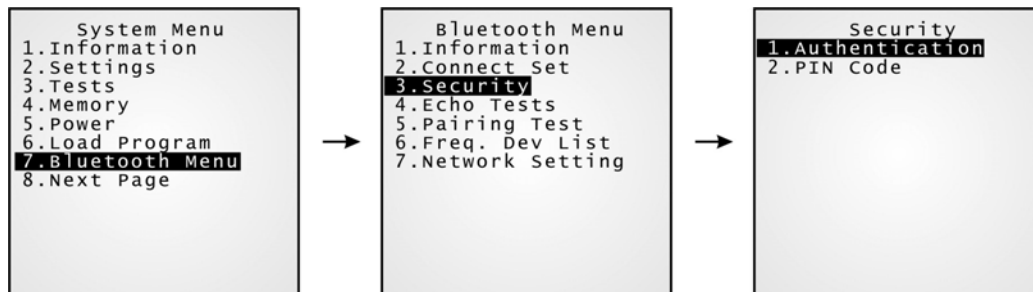 System Menu
1.Information
2.Settings
3.Tests
4.Memory
5.Power
6.Load Program
7.Bluetooth Menu
8.Next Page
Bluetooth Menu
1.Information
2.Connect Set
3.Security
4.Echo Tests
5.Pairing Test
6.Freq. Dev List
7.Network Setting
Security
1.Authentication
2.PIN Code